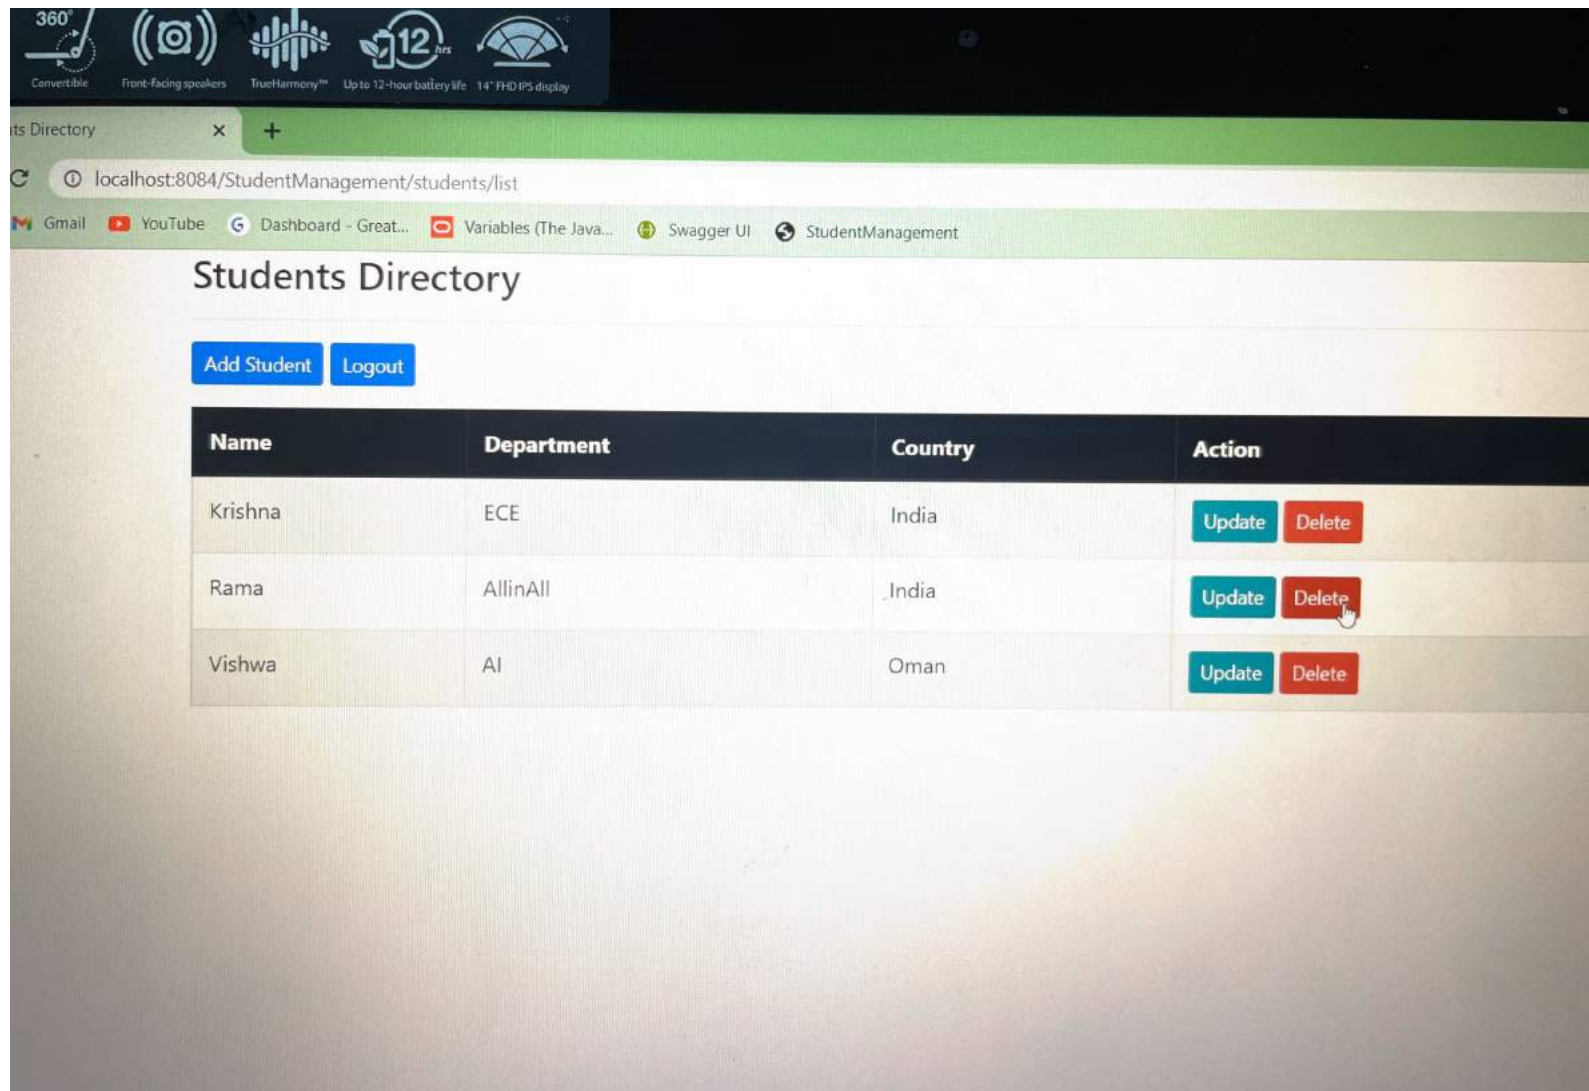 360°
12 hrs
Convertible Front-facing speakers TrueHarmony™ Up to 12-hour battery life 14" FHD IPS display
ts Directory × +
localhost:8084/StudentManagement/students/list
Gmail YouTube Dashboard - Great... Variables (The Java... Swagger UI StudentManagement
Students Directory
Add Student Logout
Name Department Country Action
Krishna ECE India Update Delete
Rama AllinAll India Update Delete
Vishwa AI Oman Update Delete